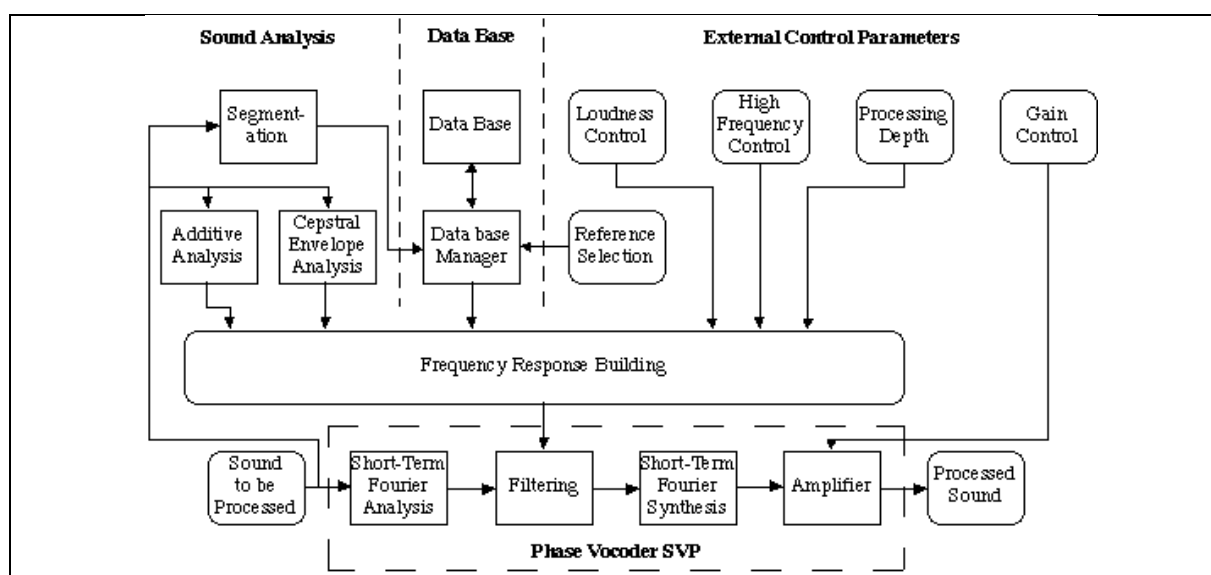 Sound Analysis
Data Base
External Control Parameters
Segment-
ation
Data Base
Loudness
Control
High
Frequency
Control
Processing
Depth
Gain
Control
Additive
Analysis
Cepstral
Envelope
Analysis
Data base
Manager
Reference
Selection
Frequency Response Building
Sound
to be
Processed
Short-Term
Fourier
Analysis
Filtering
Short-Term
Fourier
Synthesis
Amplifier
Processed
Sound
Phase Vocoder SVP